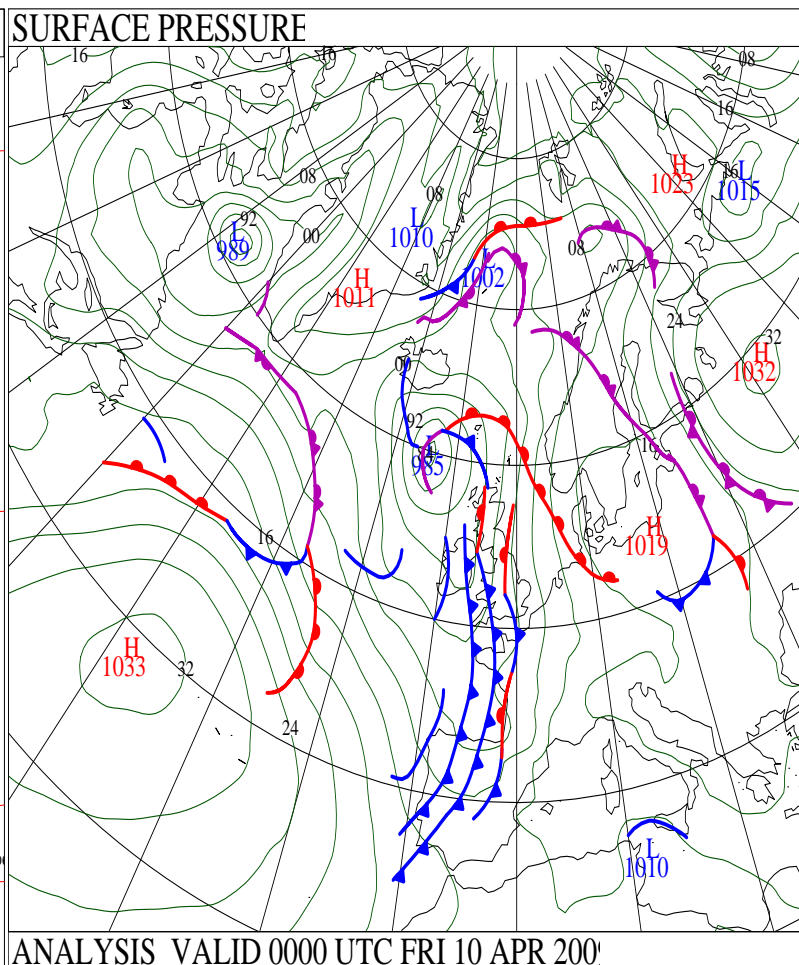 SURFACE PRESSURE
16
16
08
16
H
1023
16
L
1015
08
08
L
1010
92
L
989
00
H
1011
L
1002
08
24
32
H
1032
00
92
L
985
16
16
H
1019
H
1033
32
24
L
1010
ANALYSIS VALID 0000 UTC FRI 10 APR 200